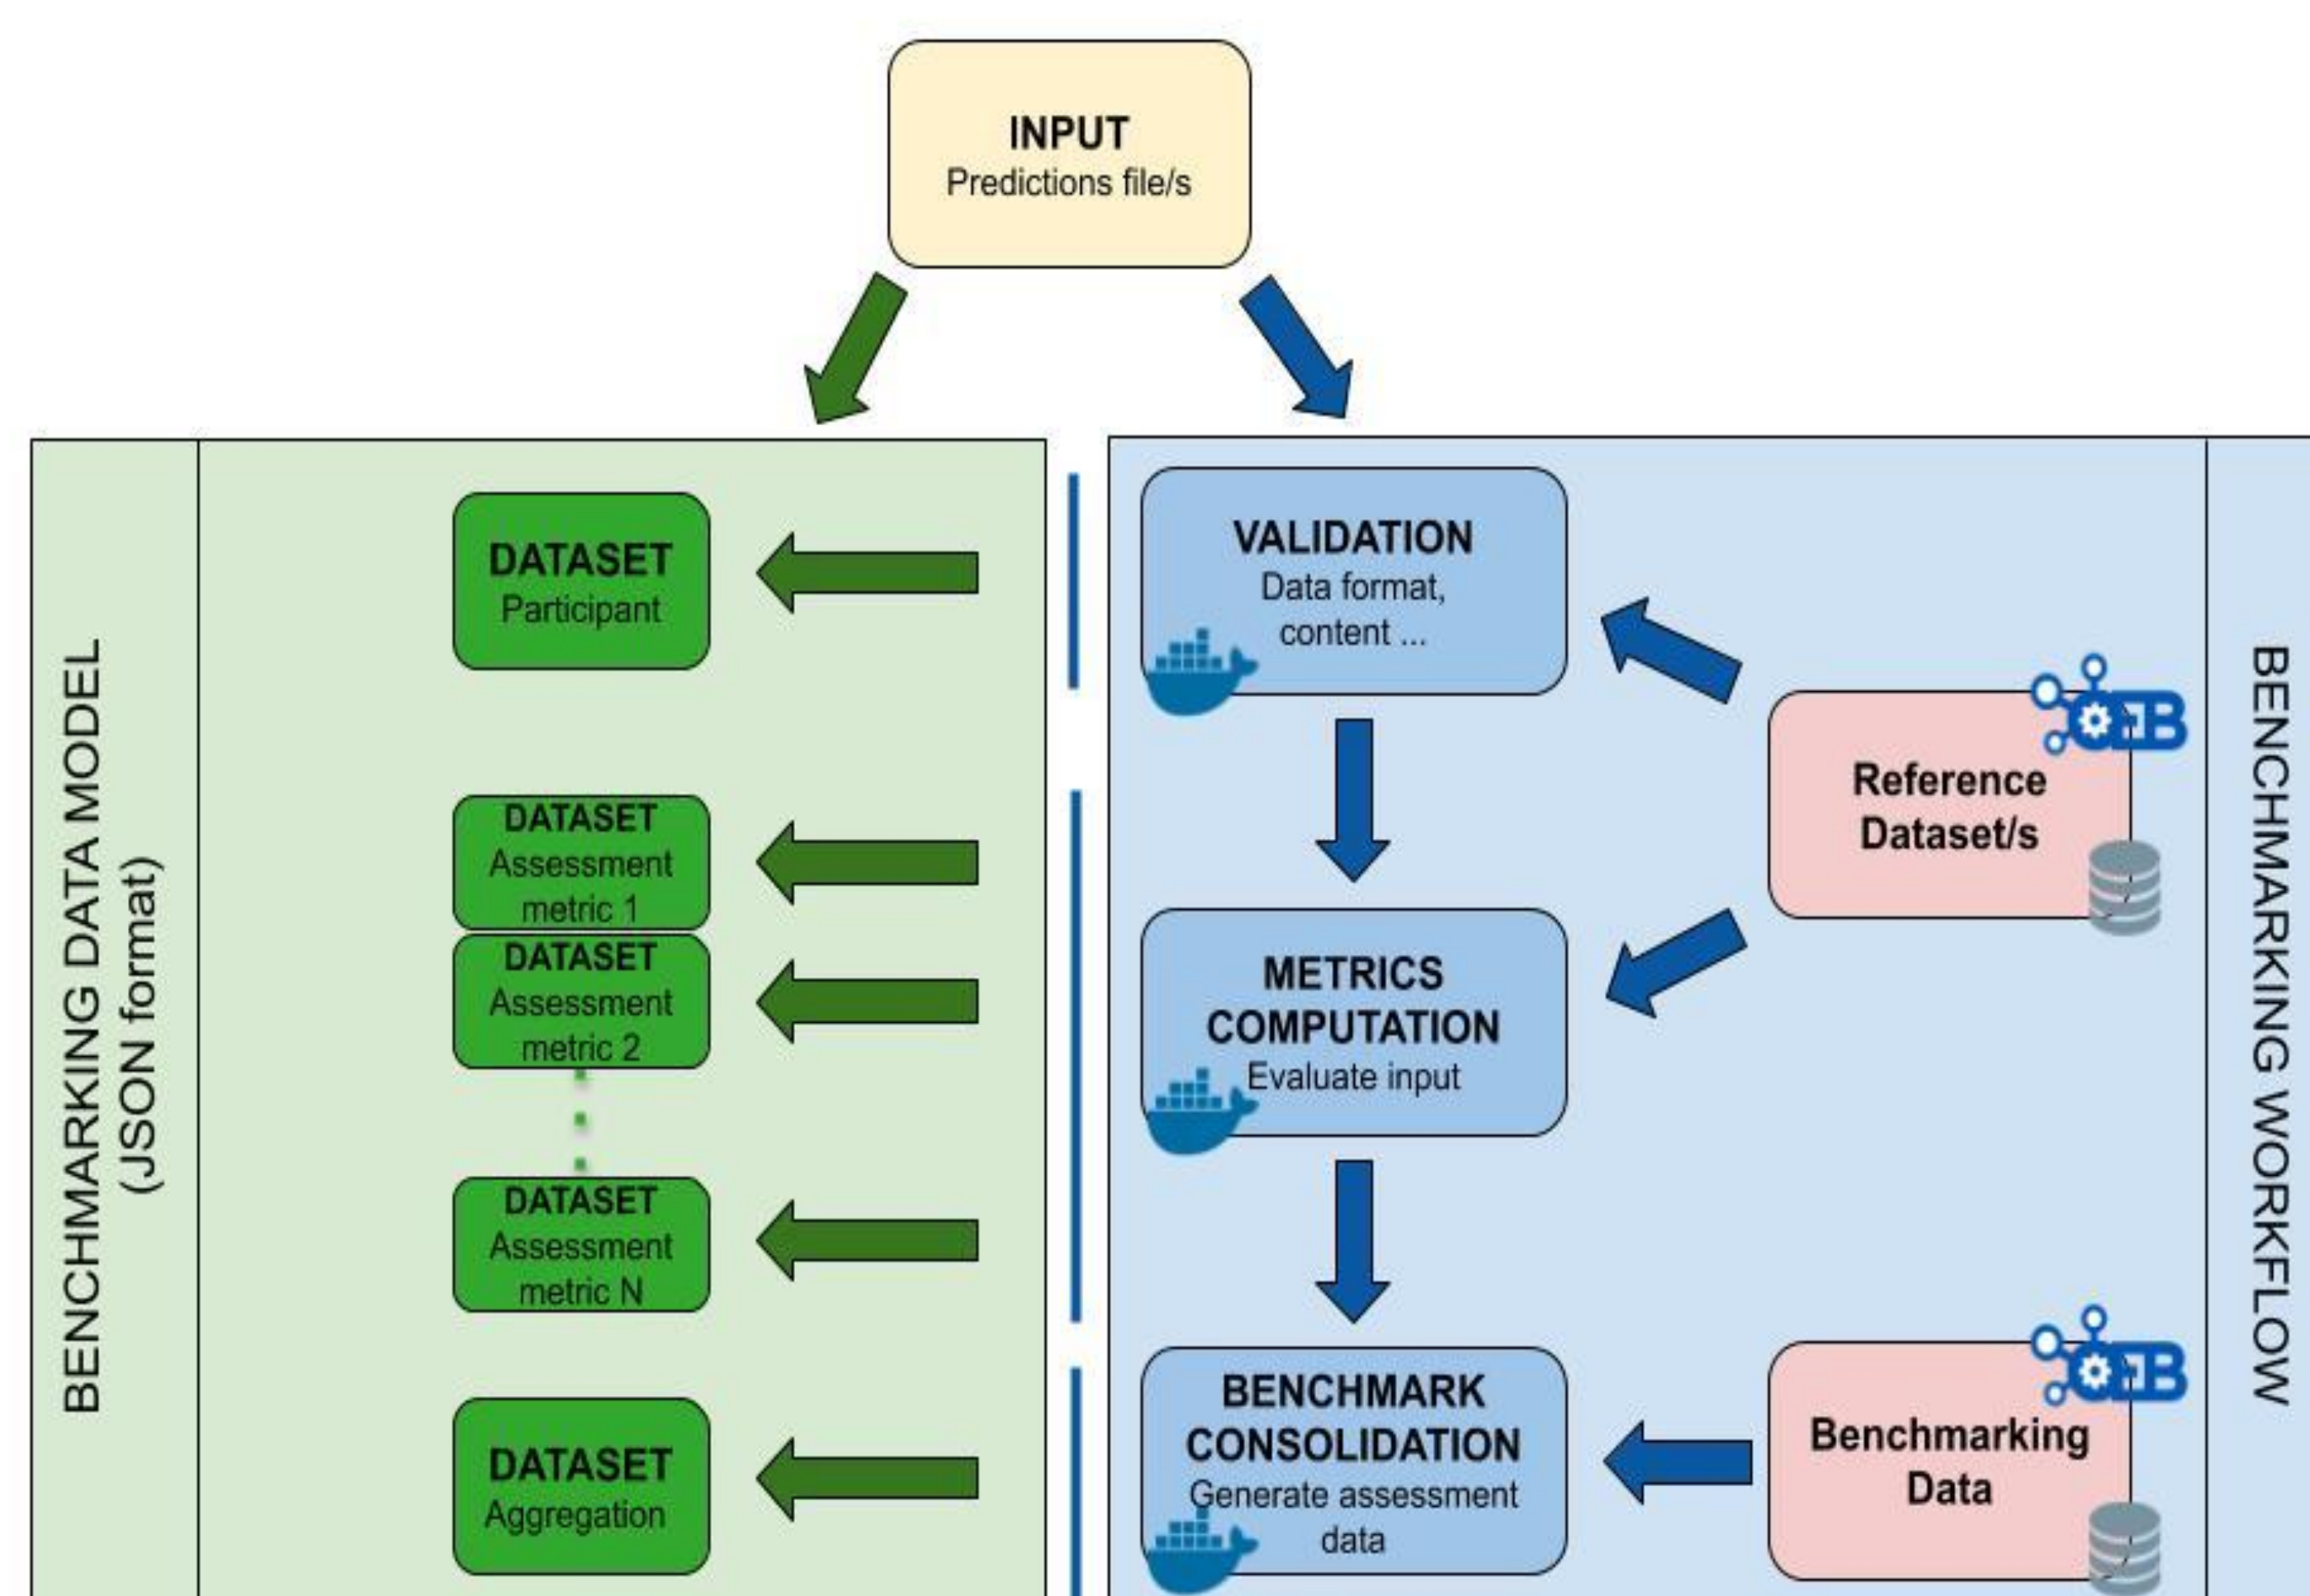 INPUT
Predictions file/s
BENCHMARKING DATA MODEL
(JSON format)
DATASET
Participant
DATASET
Assessment
metric 1
DATASET
Assessment
metric 2
DATASET
Assessment
metric N
DATASET
Aggregation
VALIDATION
Data format,
content ...
METRICS
COMPUTATION
Evaluate input
BENCHMARK
CONSOLIDATION
Generate assessment
data
EB
Reference
Dataset/s
EB
Benchmarking
Data
BENCHMARKING WORKFLOW